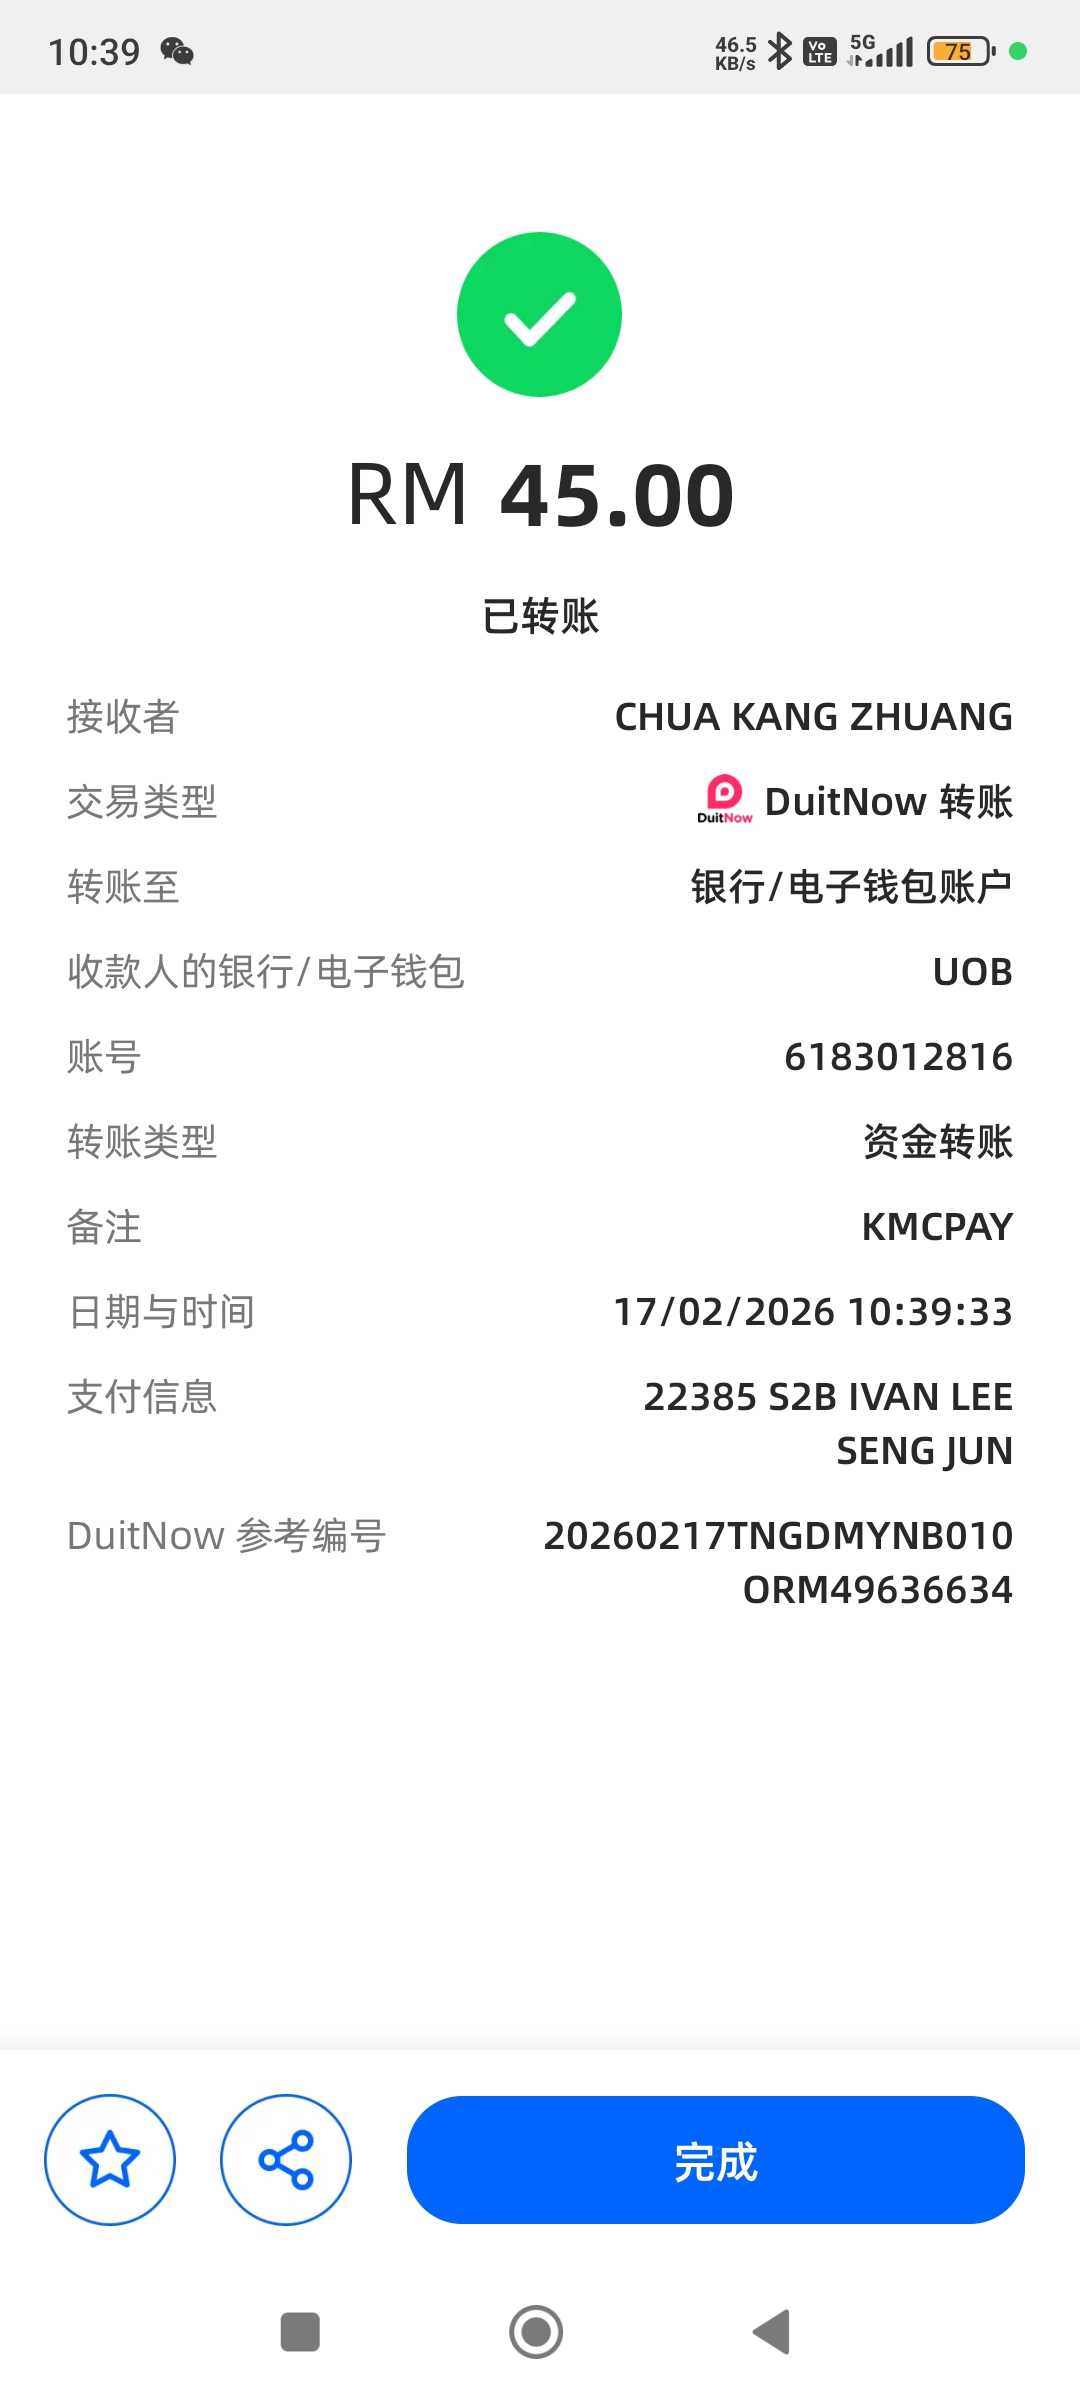 10:39
46.5
KB/s
Vo
LTE
5G
75
RM 45.00
已转账
接收者 CHUA KANG ZHUANG
交易类型 DuitNow DuitNow 转账
转账至 银行/电子钱包账户
收款人的银行/电子钱包 UOB
账号 6183012816
转账类型 资金转账
备注 KMCPAY
日期与时间 17/02/2026 10:39:33
支付信息 22385 S2B IVAN LEE
SENG JUN
DuitNow 参考编号 20260217TNGDMYNB010
ORM49636634
完成